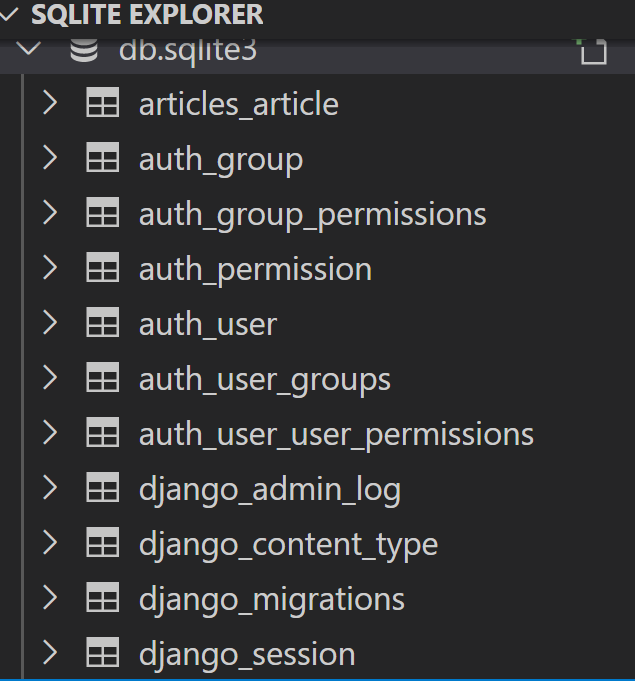 SQLITE EXPLORER
db.sqlite3
articles_article
auth_group
auth_group_permissions
auth_permission
auth_user
auth_user_groups
auth_user_user_permissions
django_admin_log
django_content_type
django_migrations
django_session